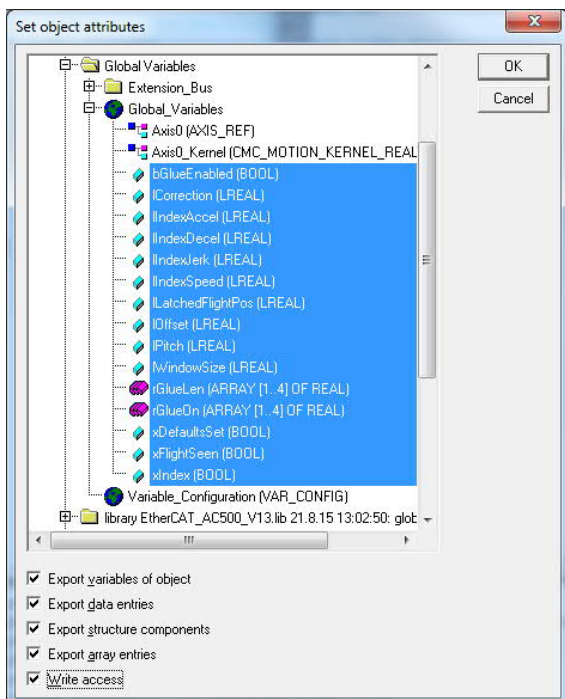 Set object attributes
Global Variables
Extension_Bus
Global_Variables
Axis0 (AXIS_REF)
Axis0_Kernel (CMC_MOTION_KERNEL_REAL
bGlueEnabled (BOOL)
lCorrection (LREAL)
lIndexAccel (LREAL)
lIndexDecel (LREAL)
lIndexJerk (LREAL)
lIndexSpeed (LREAL)
lLatchedFlightPos (LREAL)
lOffset (LREAL)
lPitch (LREAL)
lWindowSize (LREAL)
rGlueLen (ARRAY [1..4] OF REAL)
rGlueOn (ARRAY [1..4] OF REAL)
xDefaultsSet (BOOL)
xFlightSeen (BOOL)
xIndex (BOOL)
Variable_Configuration (VAR_CONFIG)
library EtherCAT_AC500_V13.lib 21.8.15 13:02:50: glob
OK
Cancel
Export variables of object
Export data entries
Export structure components
Export array entries
Write access